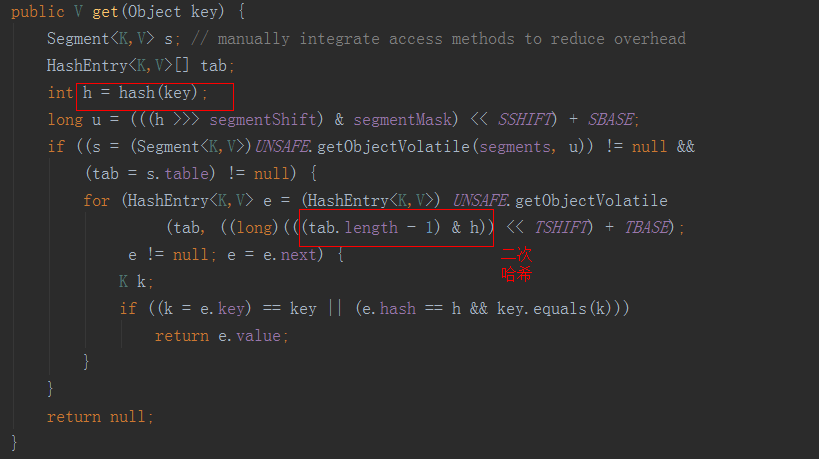 public V get(Object key) {
Segment<K,V> s; // manually integrate access methods to reduce overhead
HashEntry<K,V>[] tab;
int h = hash(key);
long u = (((h >>> segmentShift) & segmentMask) << SSHIFT) + SBASE;
if ((s = (Segment<K,V>)UNSAFE.getObjectVolatile(segments, u)) != null &&
(tab = s.table) != null) {
for (HashEntry<K,V> e = (HashEntry<K,V>) UNSAFE.getObjectVolatile
(tab, ((long)(((tab.length - 1) & h)) << TSHIFT) + TBASE);
e != null; e = e.next) {
二次
哈希
K k;
if ((k = e.key) == key || (e.hash == h && key.equals(k)))
return e.value;
}
}
return null;
}